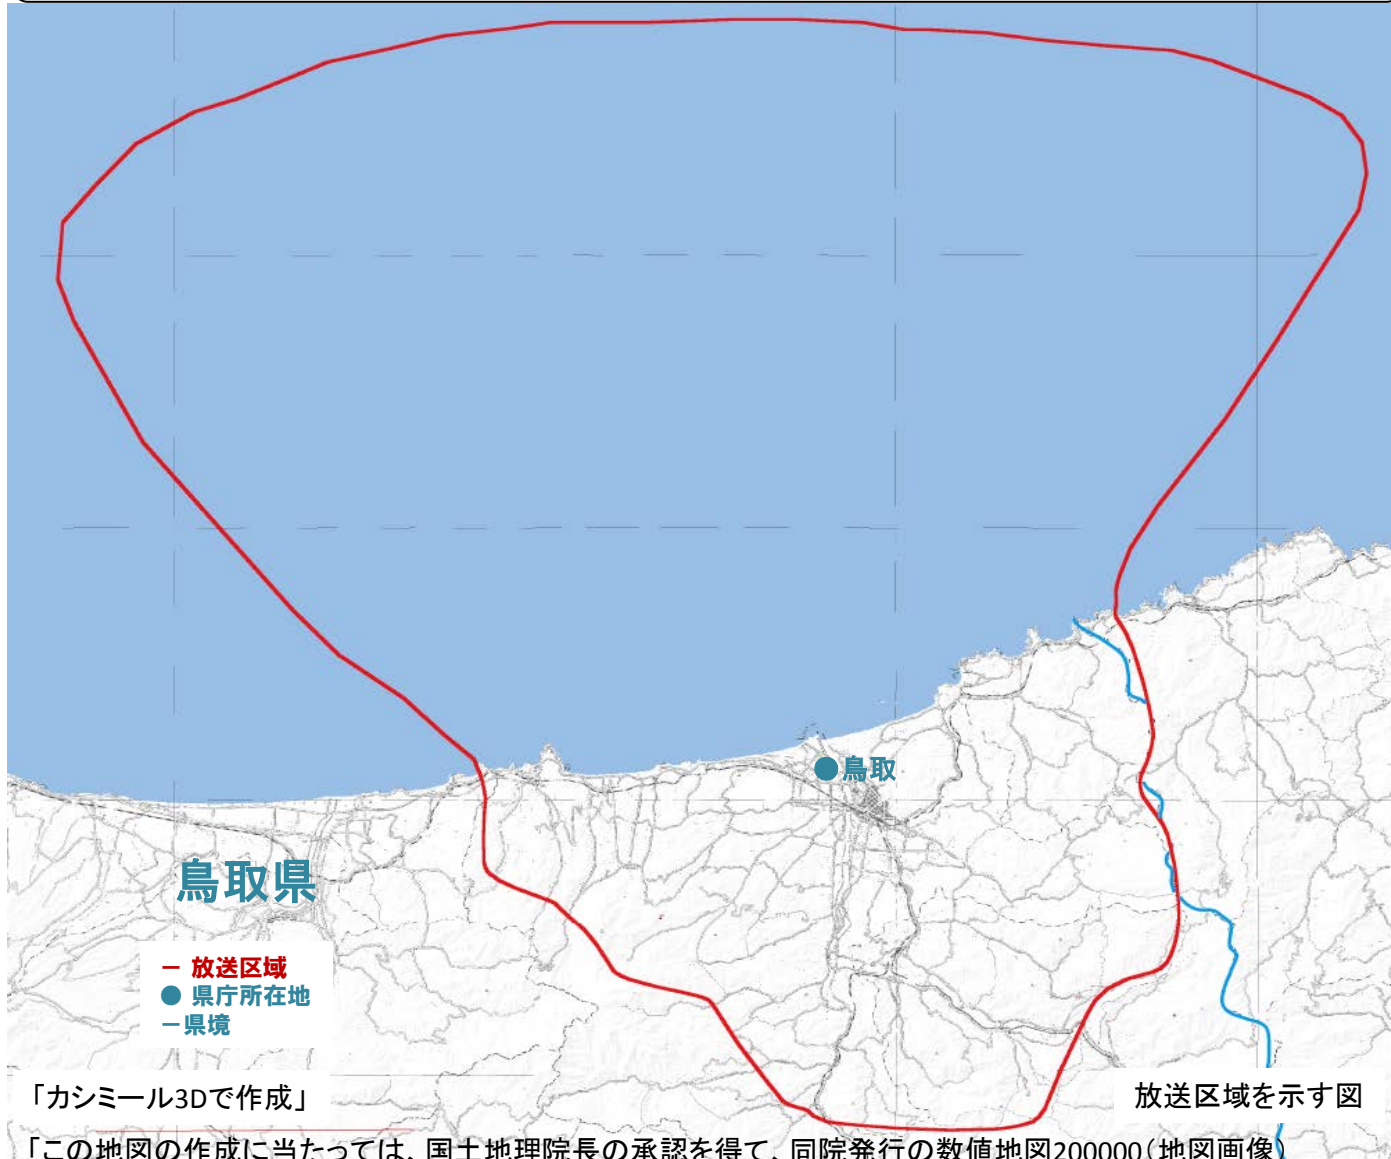 鳥取
鳥取県
ー 放送区域
● 県庁所在地
ー県境
「カシミール3Dで作成」
放送区域を示す図
「この地図の作成に当たっては、国土地理院長の承認を得て、同院発行の数値地図200000（地図画像）